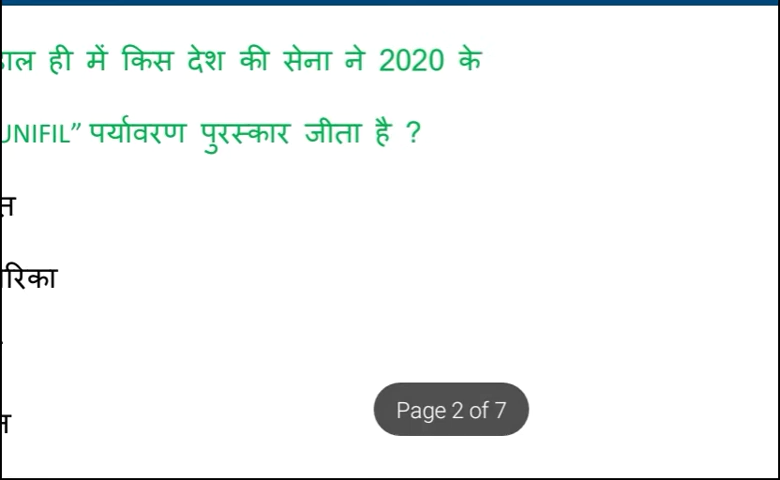 ही में किस देश की सेना ने 2020 के
UNIFIL” पर्यावरण पुरस्कार जीता है ?
Page 2 of 7